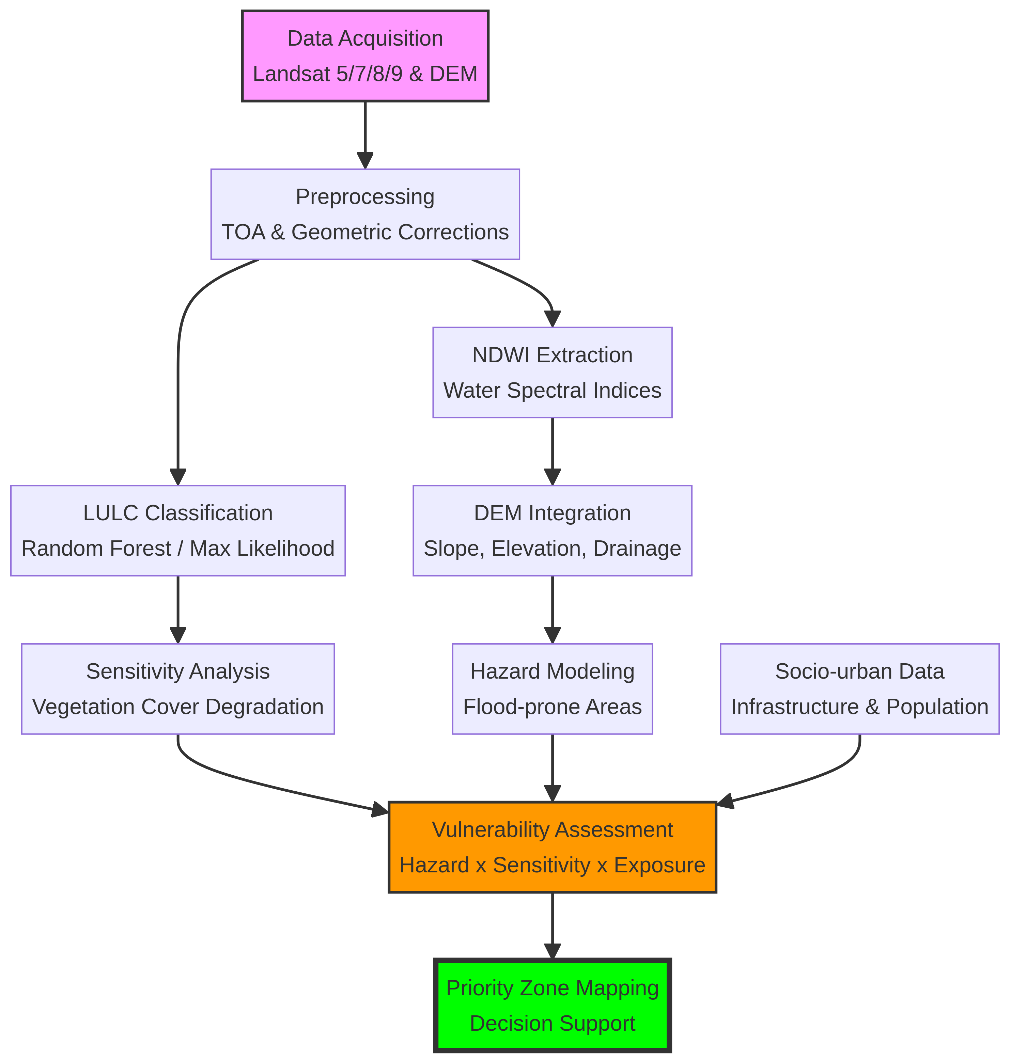 Data Acquisition
Landsat 5/7/8/9 & DEM
Preprocessing
TOA & Geometric Corrections
NDWI Extraction
Water Spectral Indices
LULC Classification
Random Forest / Max Likelihood
DEM Integration
Slope, Elevation, Drainage
Sensitivity Analysis
Vegetation Cover Degradation
Hazard Modeling
Flood-prone Areas
Socio-urban Data
Infrastructure & Population
Vulnerability Assessment
Hazard x Sensitivity x Exposure
Priority Zone Mapping
Decision Support